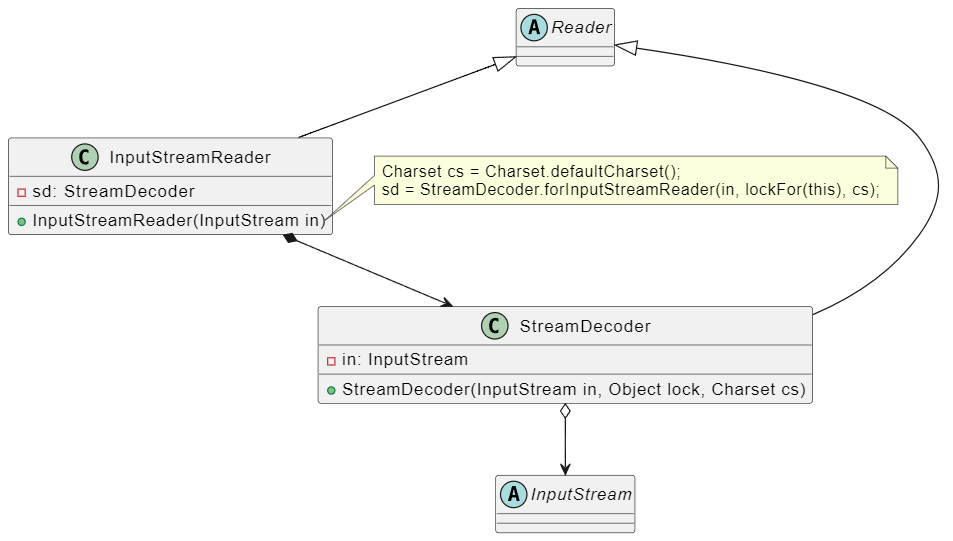 A Reader
C InputStreamReader
sd: StreamDecoder
InputStreamReader(InputStream in)
Charset cs = Charset.defaultCharset();
sd = StreamDecoder.forInputStreamReader(in, lockFor(this), cs);
C StreamDecoder
in: InputStream
StreamDecoder(InputStream in, Object lock, Charset cs)
A InputStream